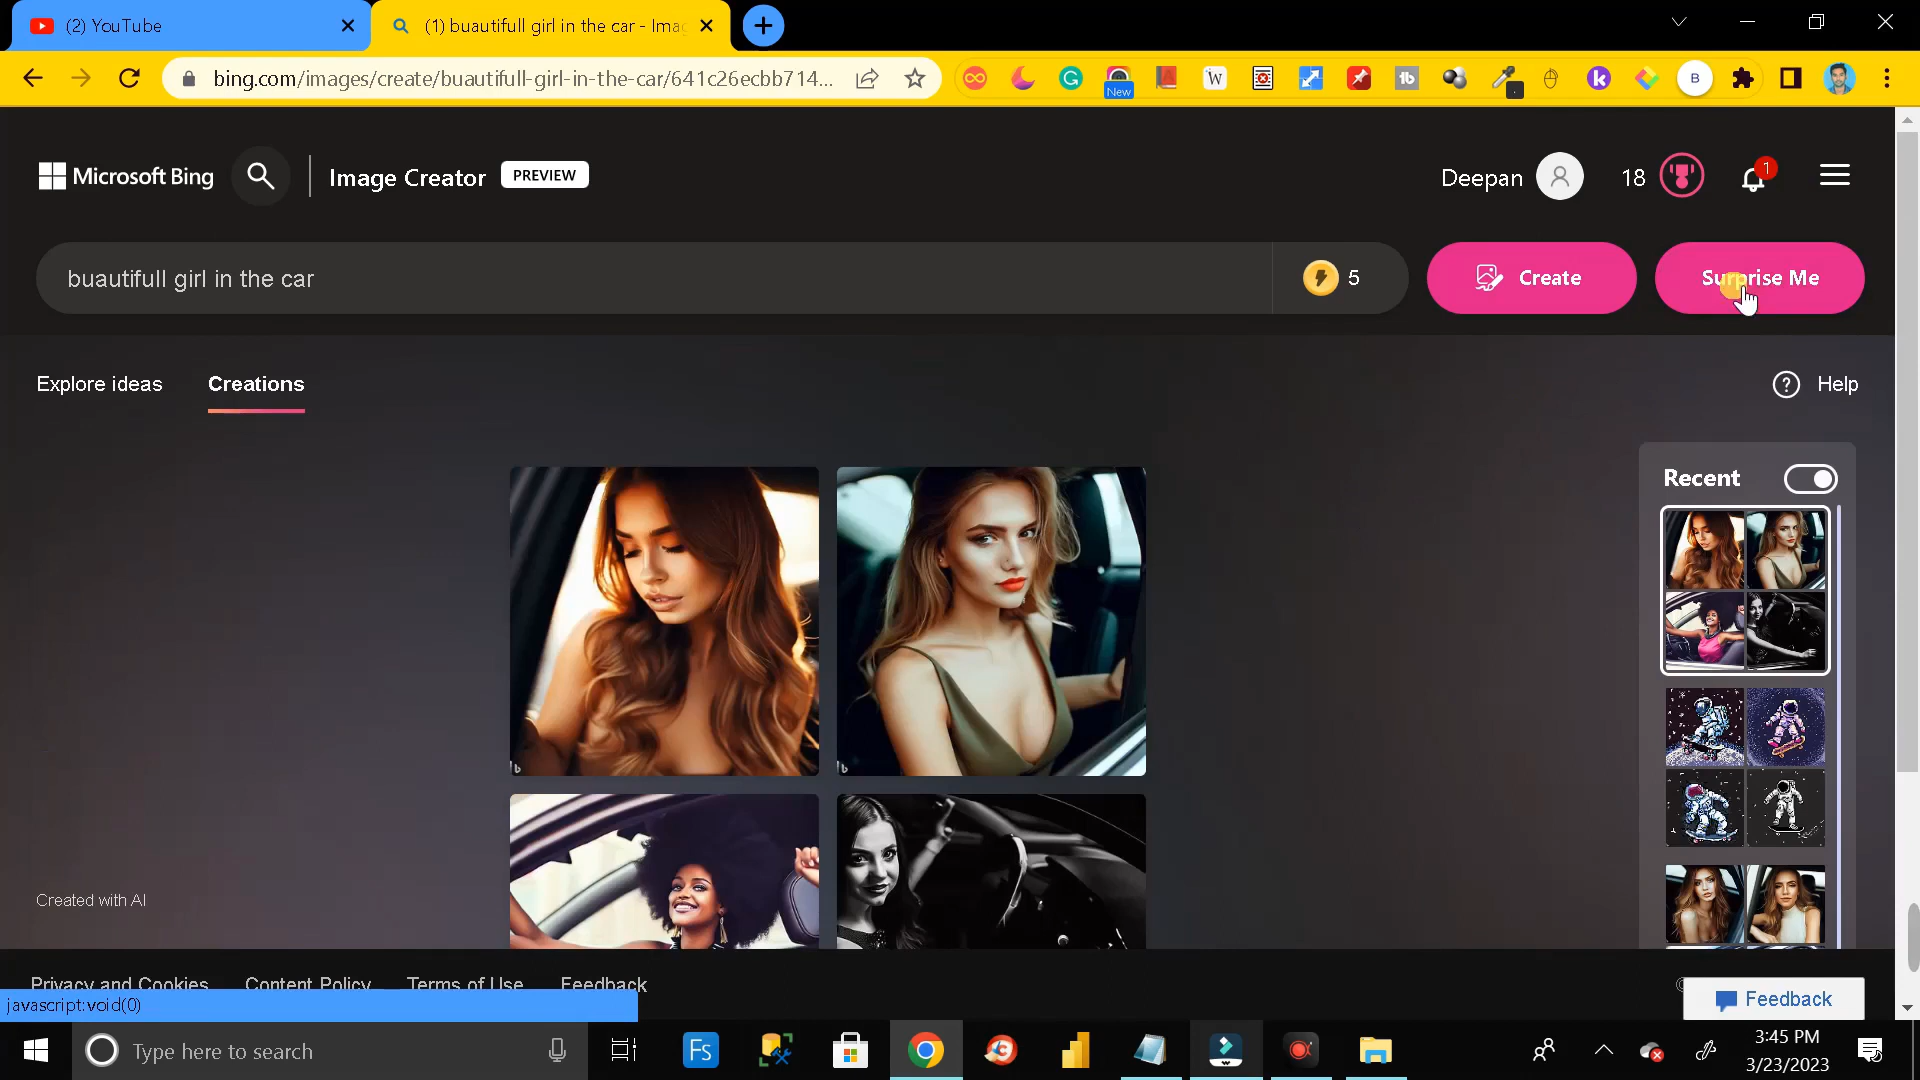 (2) YouTube
(1) buautifull girl in the car - Imag
bing.com/images/create/buautifull-girl-in-the-car/641c26ecbb714...
New
Microsoft Bing
Image Creator
PREVIEW
Deepan
18
1
buautifull girl in the car
5
Create
Surprise Me
Explore ideas
Creations
Help
Recent
Created with AI
Privacy and Cookies
Content Policy
Terms of Use
Feedback
Feedback
javascript:void(0)
Type here to search
Fs
3:45 PM
3/23/2023